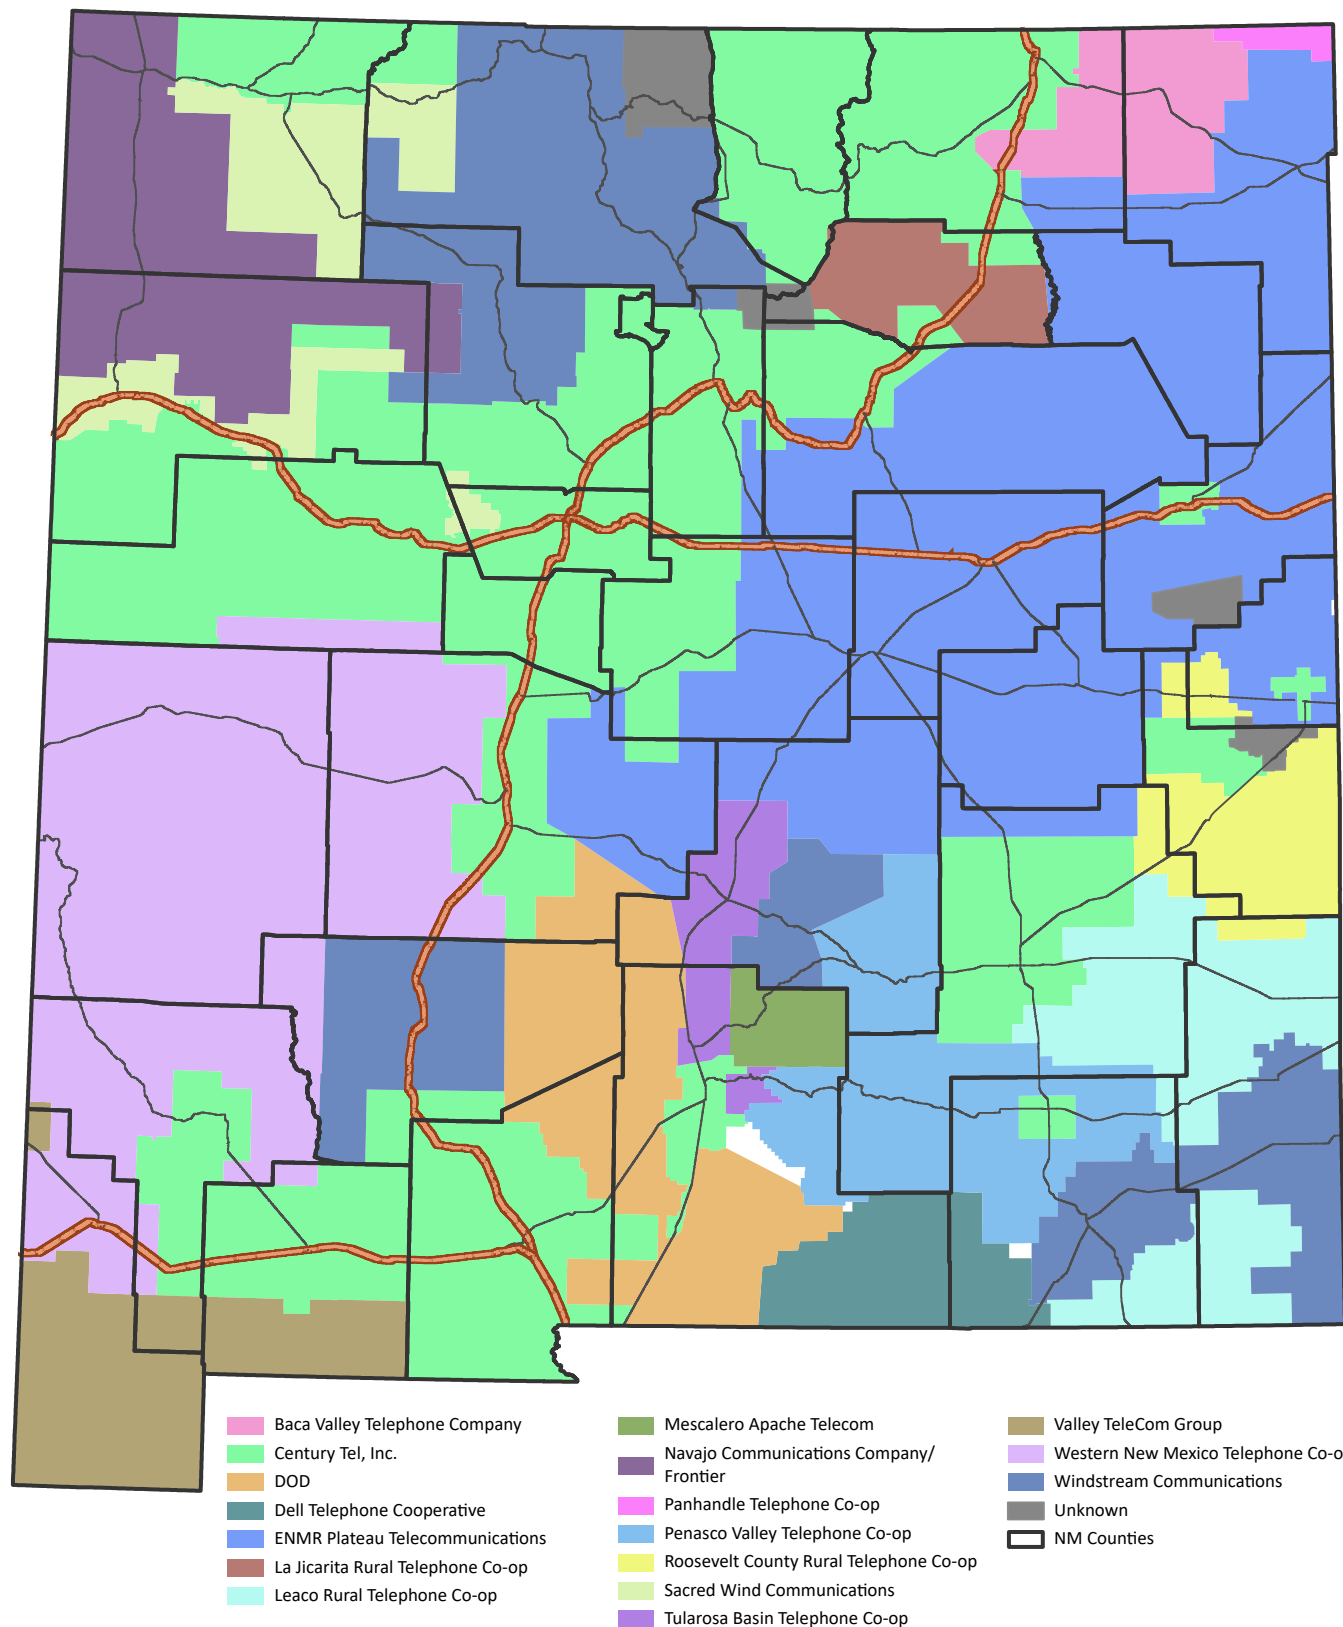 Baca Valley Telephone Company
Century Tel, Inc.
DOD
Dell Telephone Cooperative
ENMR Plateau Telecommunications
La Jicarita Rural Telephone Co-op
Leaco Rural Telephone Co-op
Mescalero Apache Telecom
Navajo Communications Company/
Frontier
Panhandle Telephone Co-op
Penasco Valley Telephone Co-op
Roosevelt County Rural Telephone Co-op
Sacred Wind Communications
Tularosa Basin Telephone Co-op
Valley TeleCom Group
Western New Mexico Telephone Co-o
Windstream Communications
Unknown
NM Counties